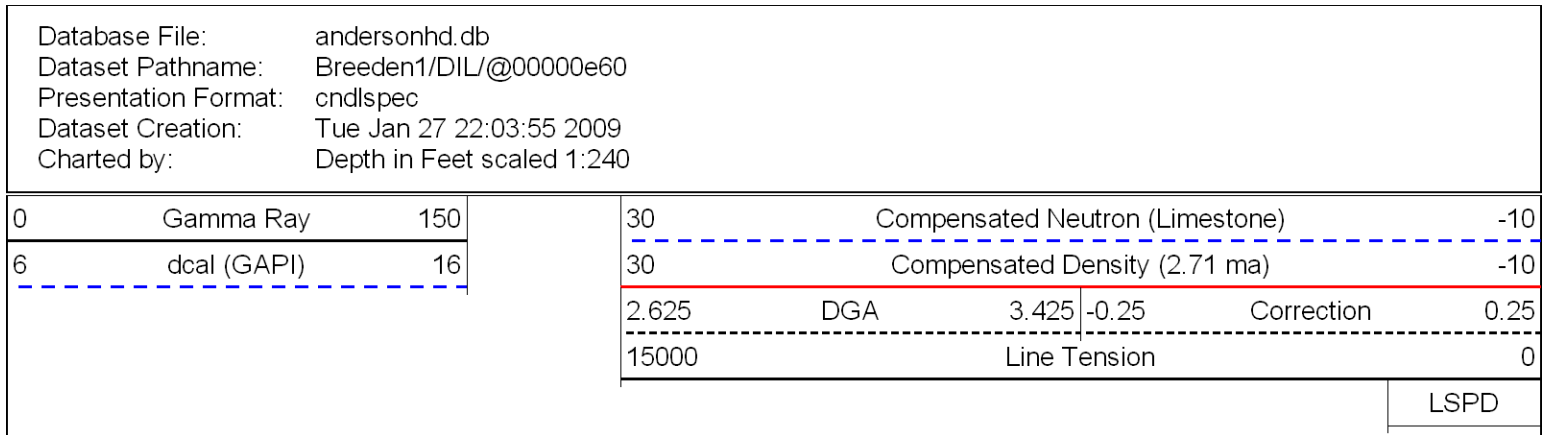 Database File: andersonhd.db
Dataset Pathname: Breeden1/DIL/@00000e60
Presentation Format: cndlspec
Dataset Creation: Tue Jan 27 22:03:55 2009
Charted by: Depth in Feet scaled 1:240
0 Gamma Ray 150 30 Compensated Neutron (Limestone) -10
6 dcal (GAPI) 16 30 Compensated Density (2.71 ma) -10
2.625 DGA 3.425 -0.25 Correction 0.25
15000 Line Tension 0
LSPD